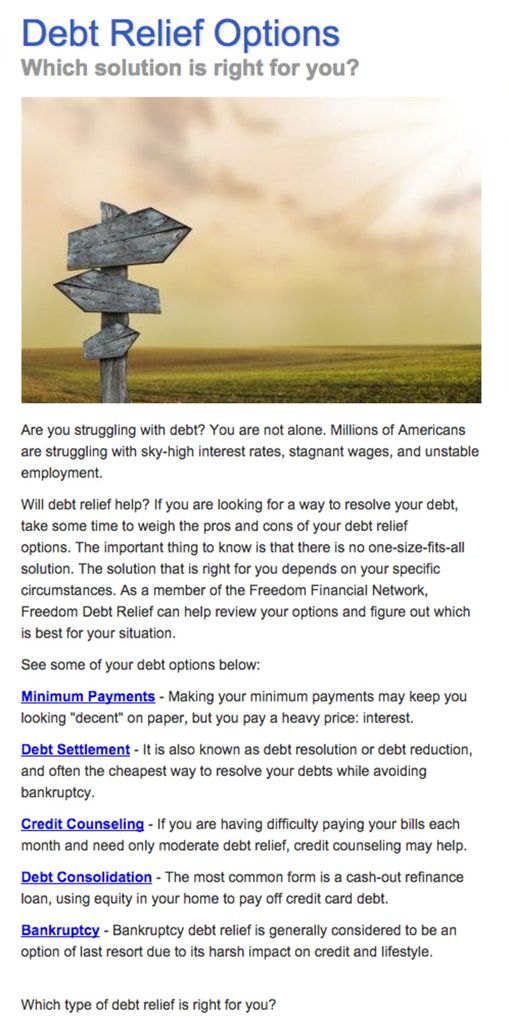 Debt Relief Options
Which solution is right for you?
Are you struggling with debt? You are not alone. Millions of Americans
are struggling with sky-high interest rates, stagnant wages, and unstable
employment.
Will debt relief help? If you are looking for a way to resolve your debt,
take some time to weigh the pros and cons of your debt relief
options. The important thing to know is that there is no one-size-fits-all
solution. The solution that is right for you depends on your specific
circumstances. As a member of the Freedom Financial Network,
Freedom Debt Relief can help review your options and figure out which
is best for your situation.
See some of your debt options below:
Minimum Payments - Making your minimum payments may keep you
looking "decent" on paper, but you pay a heavy price: interest.
Debt Settlement - It is also known as debt resolution or debt reduction,
and often the cheapest way to resolve your debts while avoiding
bankruptcy.
Credit Counseling - If you are having difficulty paying your bills each
month and need only moderate debt relief, credit counseling may help.
Debt Consolidation - The most common form is a cash-out refinance
loan, using equity in your home to pay off credit card debt.
Bankruptcy - Bankruptcy debt relief is generally considered to be an
option of last resort due to its harsh impact on credit and lifestyle.
Which type of debt relief is right for you?